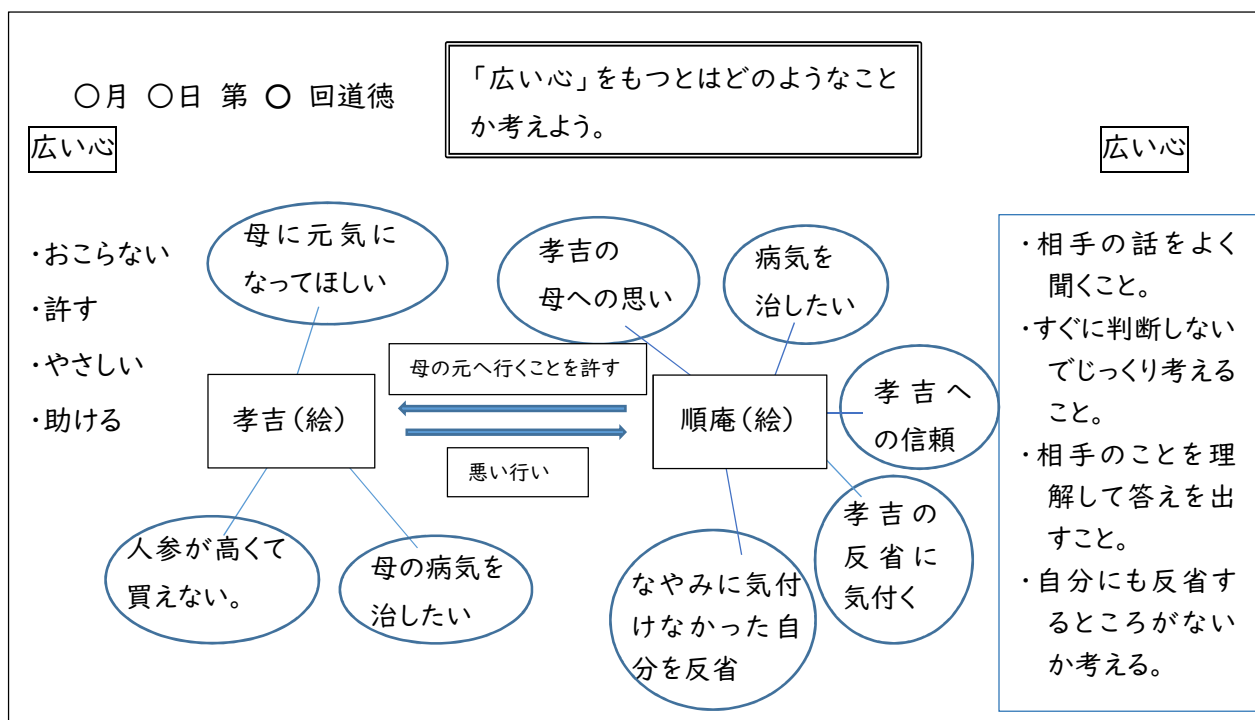 「広い心」をもつとはどのようなこと
か考えよう。
〇月 〇日 第 〇 回道徳
広い心
・おこらない
・許す
・やさしい
・助ける
母に元気に
なってほしい
孝吉(絵)
人参が高くて
買えない。
母の病気を
治したい
母の元へ行くことを許す
悪い行い
孝吉の
母への思い
病気を
治したい
順庵(絵)
孝吉へ
の信頼
孝吉の
反省に
気付く
なやみに気付
けなかった自
分を反省
広い心
・相手の話をよく
聞くこと。
・すぐに判断しない
でじっくり考える
こと。
・相手のことを理
解して答えを出
すこと。
・自分にも反省す
るところがない
か考える。